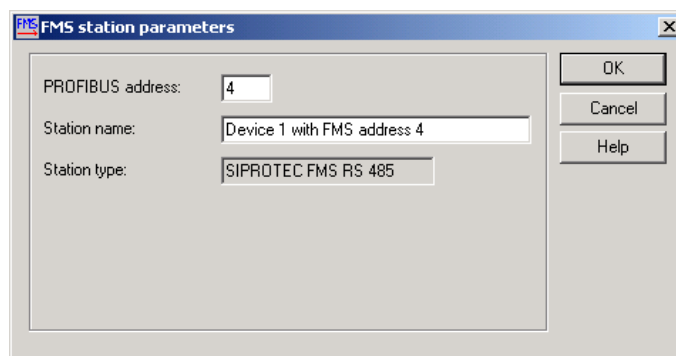 FMS FMS station parameters
PROFIBUS address: 4
Station name: Device 1 with FMS address 4
Station type: SIPROTEC FMS RS 485
OK
Cancel
Help